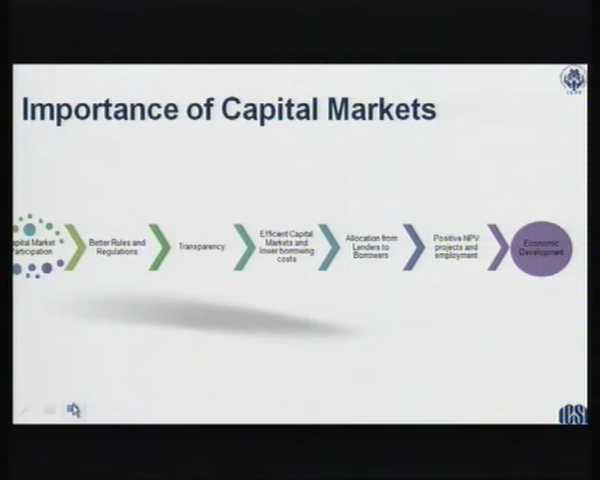 Importance of Capital Markets
apital Market
articipation
Better Rules and
Regulations
Transparency
Efficient Capital
Markets and
lower borrowing
costs
Allocation from
Lenders to
Borrowers
Positive NPV
projects and
employment
Economic
Development